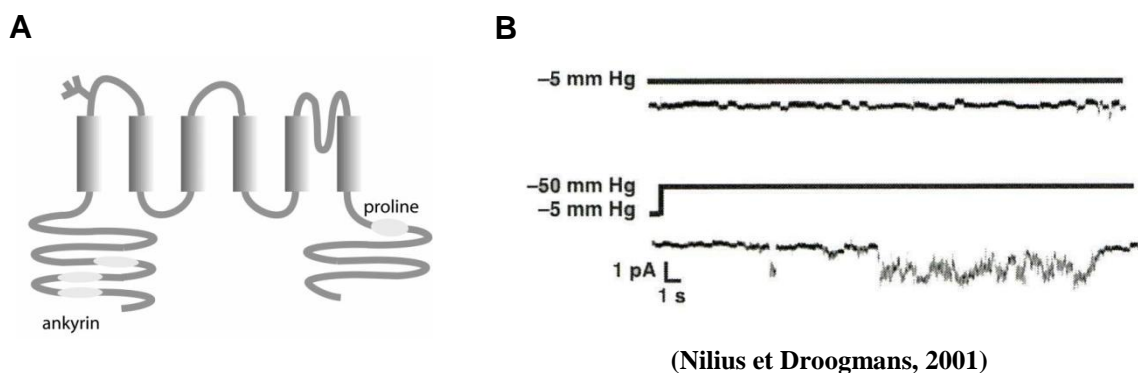 A
B
proline
ankyrin
–5 mm Hg
–50 mm Hg
–5 mm Hg
1 pA
1 s
(Nilius et Droogmans, 2001)